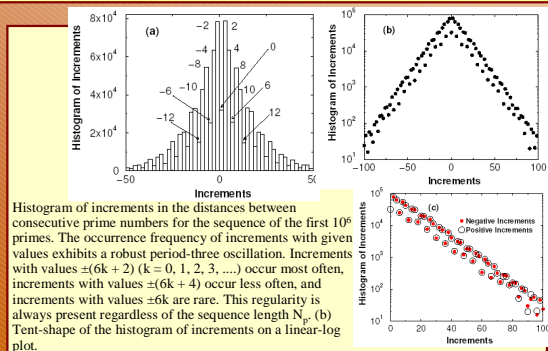 8x10⁴
6x10⁴
4x10⁴
2x10⁴
0
Histogram of Increments
(a)
−2
2
−4
4
−8
8
−10
10
0
−6
6
−12
12
−50
0
50
Increments
10⁵
10⁴
10³
10²
10¹
Histogram of Increments
(b)
−100
−50
0
50
100
Increments
Histogram of increments in the distances between
consecutive prime numbers for the sequence of the first 10⁶
primes. The occurrence frequency of increments with given
values exhibits a robust period-three oscillation. Increments
with values ±(6k + 2) (k = 0, 1, 2, 3, ....) occur most often,
increments with values ±(6k + 4) occur less often, and
increments with values ±6k are rare. This regularity is
always present regardless of the sequence length Nₚ. (b)
Tent-shape of the histogram of increments on a linear-log
plot.
10⁵
10⁴
10³
10²
10¹
Histogram of Increments
(c)
Negative Increments
Positive Increments
0
20
40
60
80
100
Increments